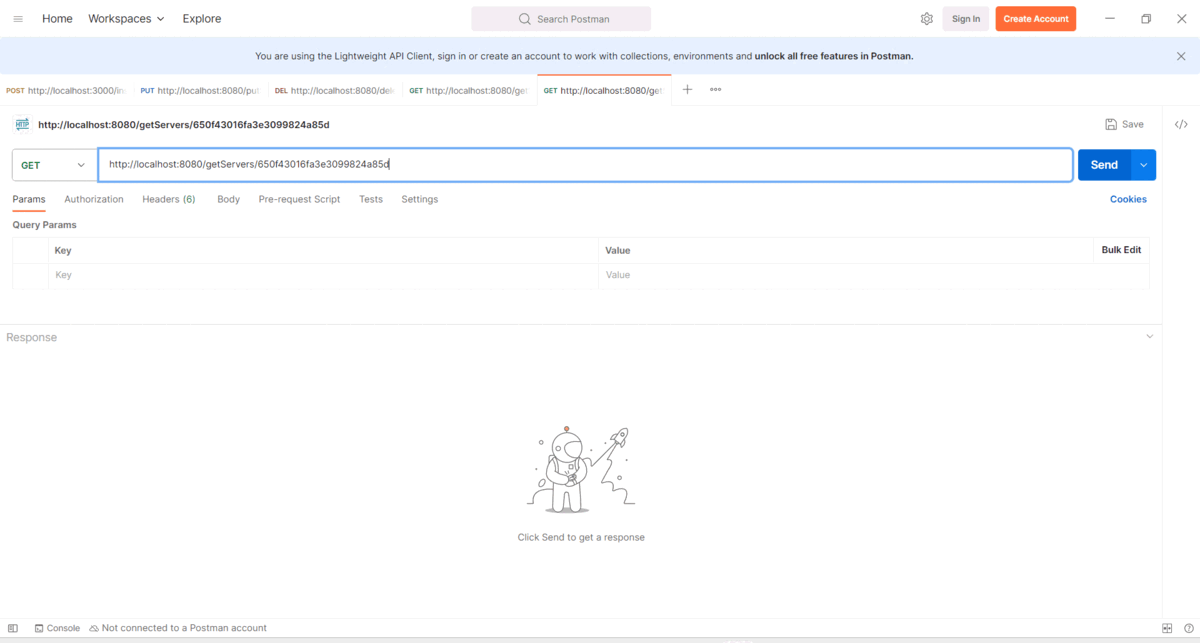 Home Workspaces Explore Search Postman Sign In Create Account
You are using the Lightweight API Client, sign in or create an account to work with collections, environments and unlock all free features in Postman.
POST http://localhost:3000/in PUT http://localhost:8080/put DEL http://localhost:8080/del GET http://localhost:8080/get GET http://localhost:8080/get
HTTP http://localhost:8080/getServers/650f43016fa3e3099824a85d Save </>
GET http://localhost:8080/getServers/650f43016fa3e3099824a85d Send
Params Authorization Headers (6) Body Pre-request Script Tests Settings Cookies
Query Params
Key Value Bulk Edit
Key Value
Response
Click Send to get a response
Console Not connected to a Postman account